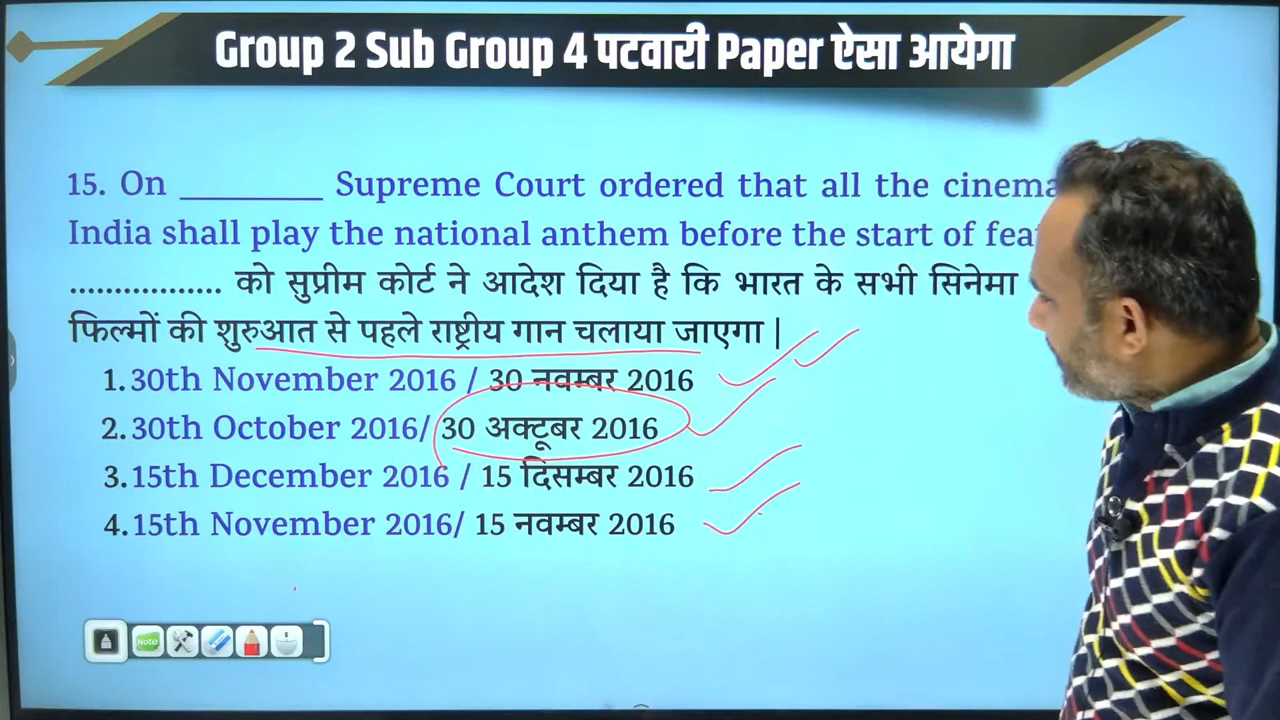 Group 2 Sub Group 4 पटवारी Paper ऐसा आयेगा
15. On ________ Supreme Court ordered that all the cinema
India shall play the national anthem before the start of
................. को सुप्रीम कोर्ट ने आदेश दिया है कि भारत के सभी सिनेमा
फिल्मों की शुरुआत से पहले राष्ट्रीय गान चलाया जाएगा |
1. 30th November 2016 / 30 नवम्बर 2016
2. 30th October 2016/ 30 अक्टूबर 2016
3. 15th December 2016 / 15 दिसम्बर 2016
4. 15th November 2016/ 15 नवम्बर 2016
Note